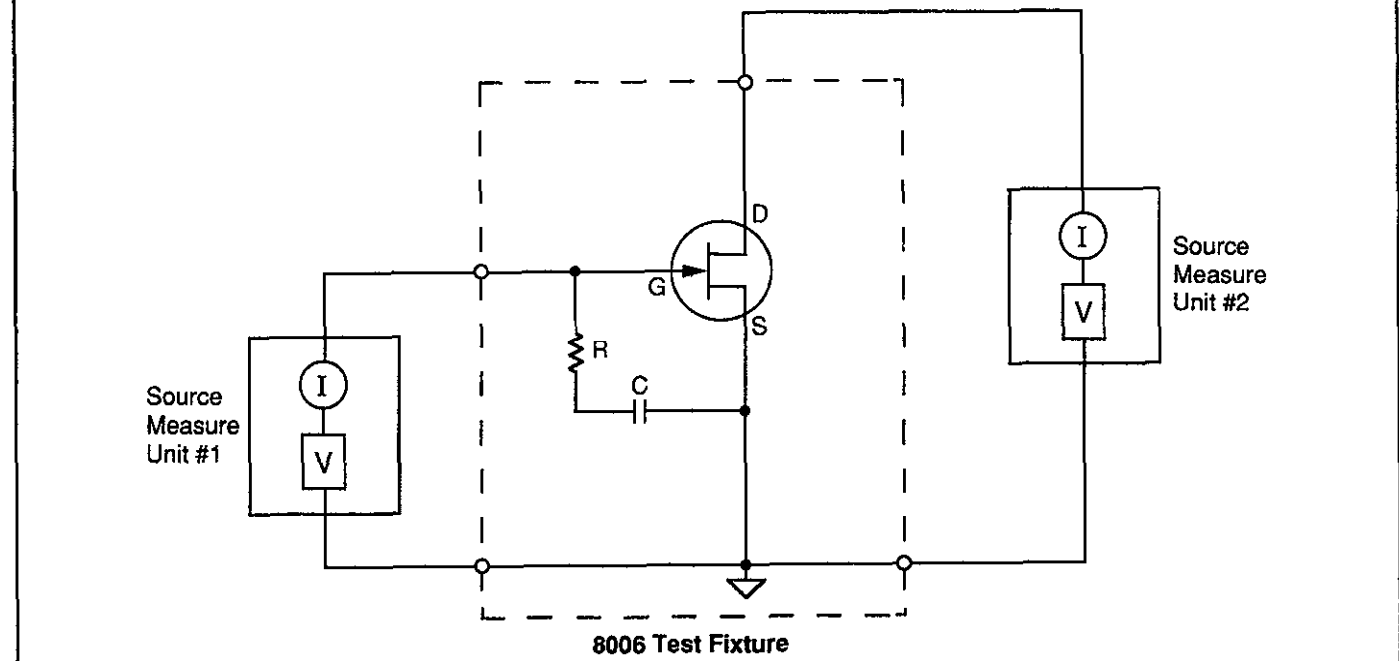 D
G
S
R
C
I
V
Source
Measure
Unit #1
I
V
Source
Measure
Unit #2
8006 Test Fixture